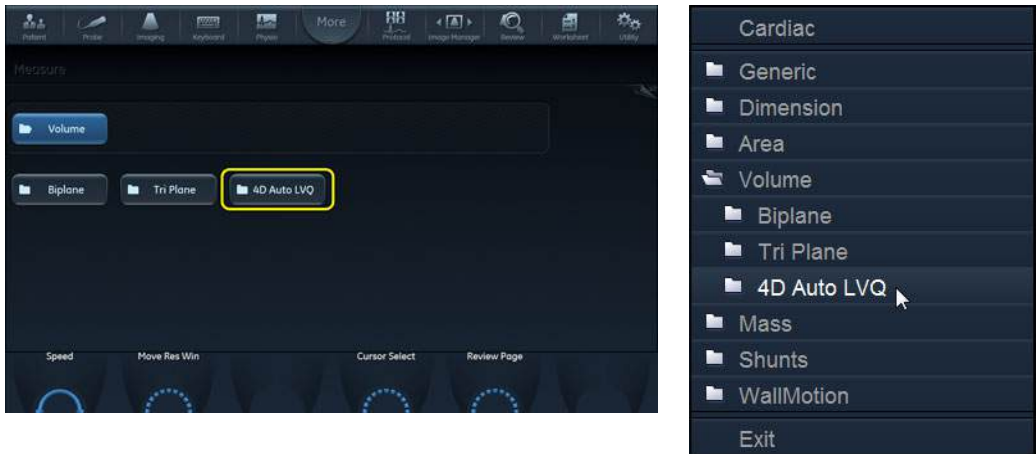 Patient Probe Imaging Keyboard Physio More Protocol Image Manager Review Worksheet Utility
Measure
Volume
Biplane Tri Plane 4D Auto LVQ
Speed Move Res Win Cursor Select Review Page
Cardiac
Generic
Dimension
Area
Volume
Biplane
Tri Plane
4D Auto LVQ
Mass
Shunts
WallMotion
Exit